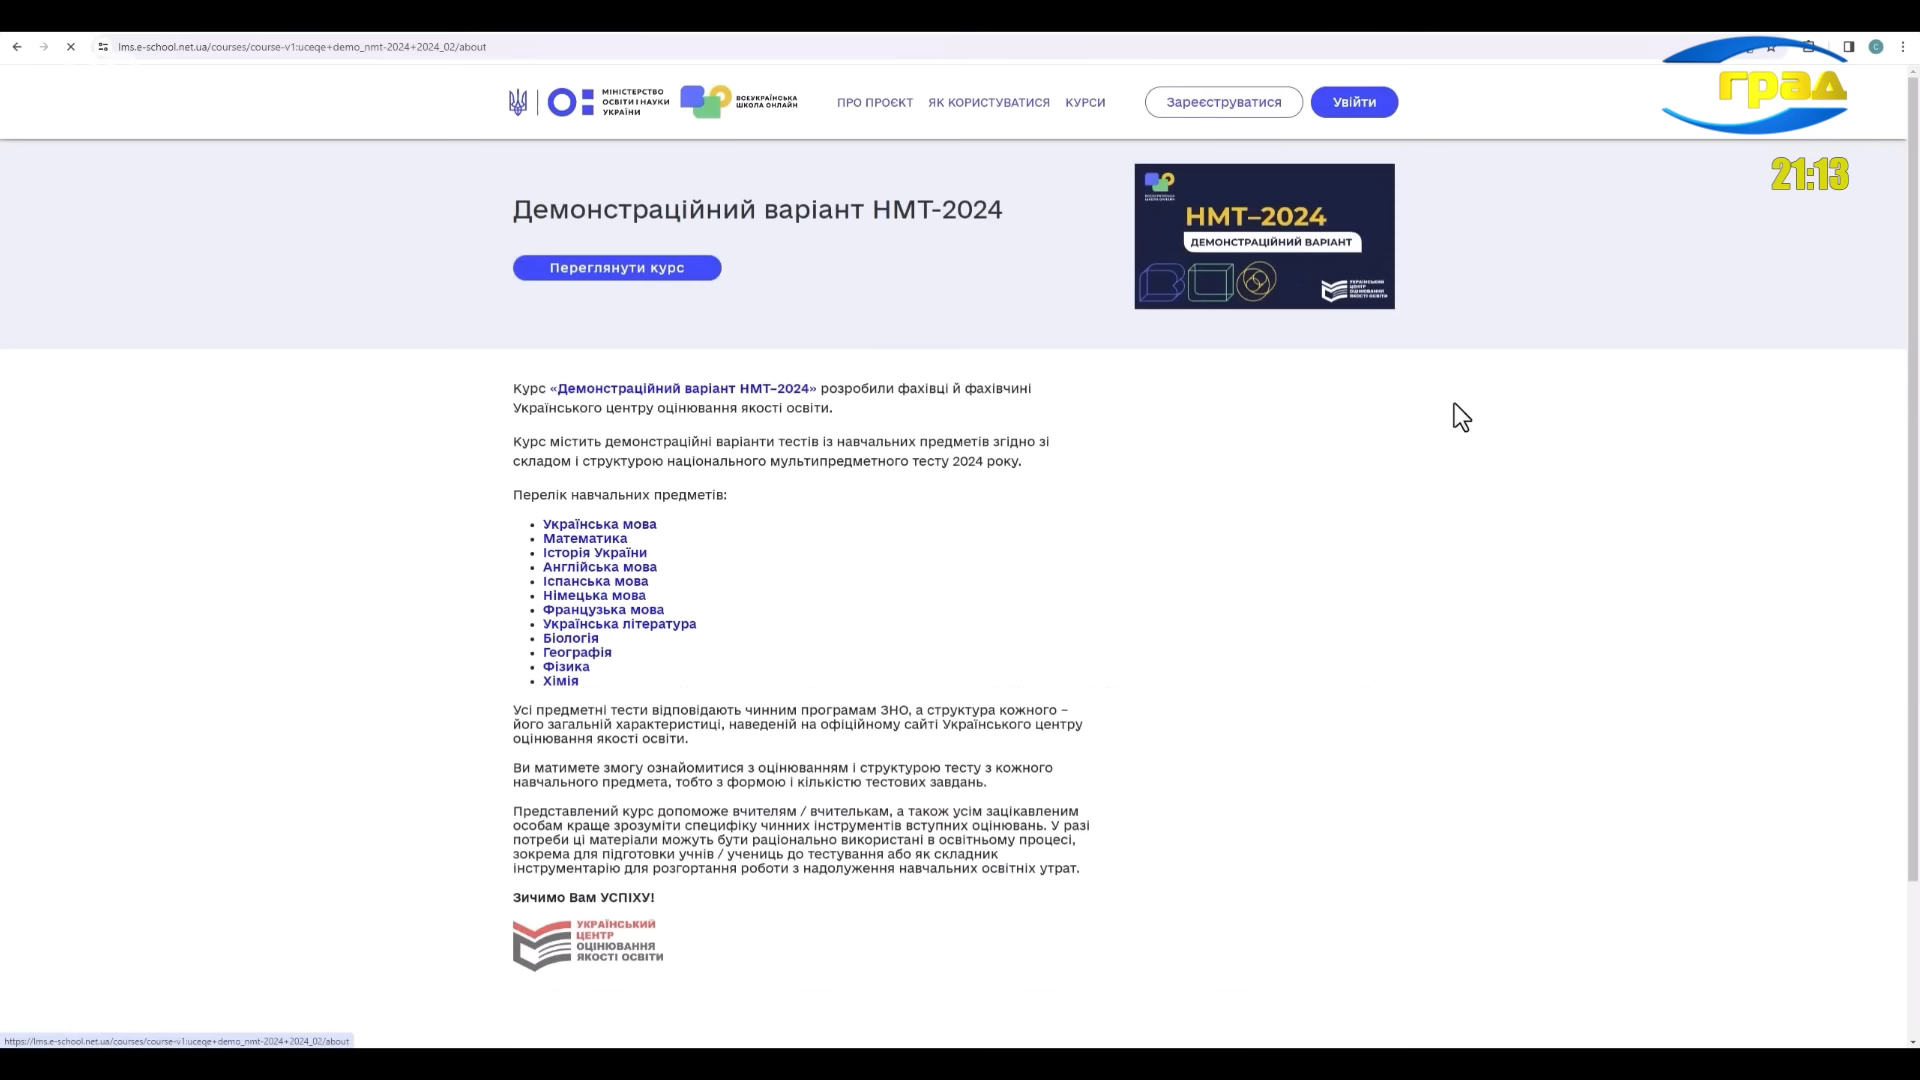 lms.e-school.net.ua/courses/course-v1:uceqe+demo_nmt-2024+2024_02/about
град
21:13
МІНІСТЕРСТВО
ОСВІТИ І НАУКИ
УКРАЇНИ
ВСЕУКРАЇНСЬКА
ШКОЛА ОНЛАЙН
ПРО ПРОЄКТ
ЯК КОРИСТУВАТИСЯ
КУРСИ
Зареєструватися
Увійти
Демонстраційний варіант НМТ-2024
Переглянути курс
НМТ–2024
ДЕМОНСТРАЦІЙНИЙ ВАРІАНТ
УКРАЇНСЬКИЙ
ЦЕНТР
ОЦІНЮВАННЯ
ЯКОСТІ ОСВІТИ
Курс «Демонстраційний варіант НМТ–2024» розробили фахівці й фахівчині
Українського центру оцінювання якості освіти.
Курс містить демонстраційні варіанти тестів із навчальних предметів згідно зі
складом і структурою національного мультипредметного тесту 2024 року.
Перелік навчальних предметів:
Українська мова
Математика
Історія України
Англійська мова
Іспанська мова
Німецька мова
Французька мова
Українська література
Біологія
Географія
Фізика
Хімія
Усі предметні тести відповідають чинним програмам ЗНО, а структура кожного –
його загальній характеристиці, наведеній на офіційному сайті Українського центру
оцінювання якості освіти.
Ви матимете змогу ознайомитися з оцінюванням і структурою тесту з кожного
навчального предмета, тобто з формою і кількістю тестових завдань.
Представлений курс допоможе вчителям / вчителькам, а також усім зацікавленим
особам краще зрозуміти специфіку чинних інструментів вступних оцінювань. У разі
потреби ці матеріали можуть бути раціонально використані в освітньому процесі,
зокрема для підготовки учнів / учениць до тестування або як складник
інструментарію для розгортання роботи з надолуження навчальних освітніх утрат.
Зичимо Вам УСПІХУ!
УКРАЇНСЬКИЙ
ЦЕНТР
ОЦІНЮВАННЯ
ЯКОСТІ ОСВІТИ
https://lms.e-school.net.ua/courses/course-v1:uceqe+demo_nmt-2024+2024_02/about